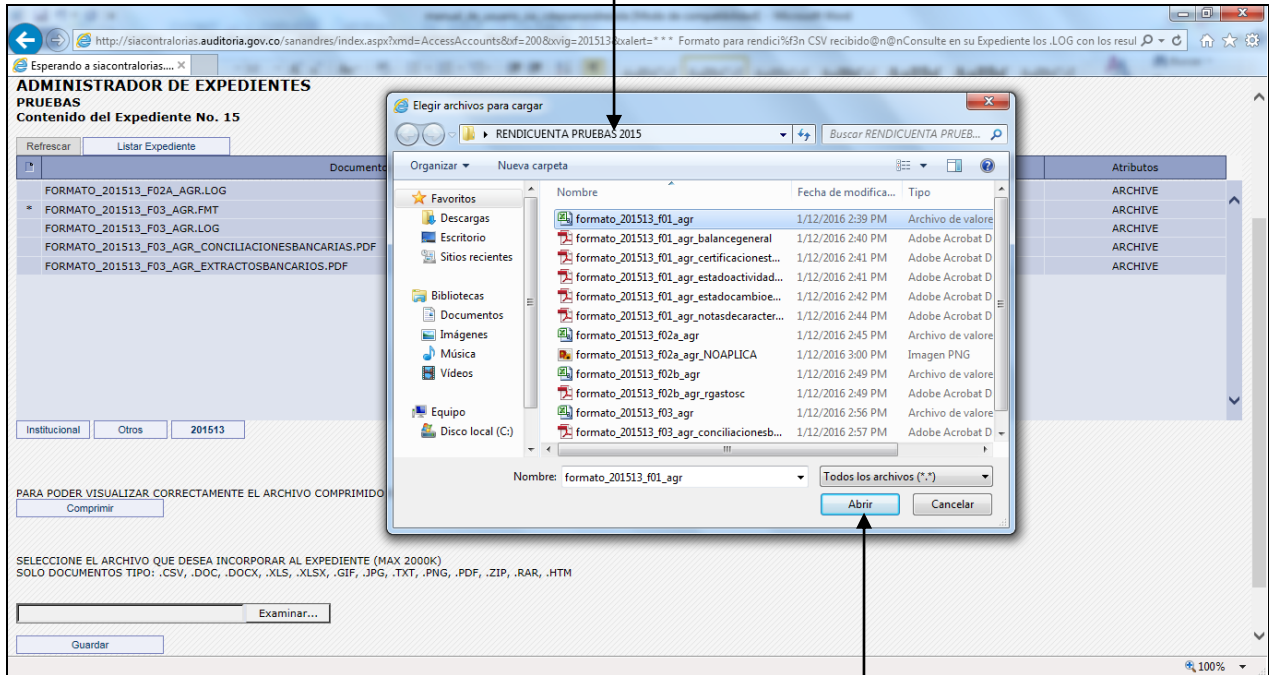 http://siacontralorias.auditoria.gov.co/sanandres/index.aspx?xmd=AccessAccounts&xf=200&xvig=201513&xalert=* * * Formato para rendici%f3n CSV recibido@n@nConsulte en su Expediente los .LOG con los resul
Esperando a siacontralorias....
ADMINISTRADOR DE EXPEDIENTES
PRUEBAS
Contenido del Expediente No. 15
Refrescar Listar Expediente
Documento Atributos
FORMATO_201513_F02A_AGR.LOG ARCHIVE
* FORMATO_201513_F03_AGR.FMT ARCHIVE
FORMATO_201513_F03_AGR.LOG ARCHIVE
FORMATO_201513_F03_AGR_CONCILIACIONESBANCARIAS.PDF ARCHIVE
FORMATO_201513_F03_AGR_EXTRACTOSBANCARIOS.PDF ARCHIVE
Institucional Otros 201513
PARA PODER VISUALIZAR CORRECTAMENTE EL ARCHIVO COMPRIMIDO
Comprimir
SELECCIONE EL ARCHIVO QUE DESEA INCORPORAR AL EXPEDIENTE (MAX 2000K)
SOLO DOCUMENTOS TIPO: .CSV, .DOC, .DOCX, .XLS, .XLSX, .GIF, .JPG, .TXT, .PNG, .PDF, .ZIP, .RAR, .HTM
Examinar...
Guardar
100%
Elegir archivos para cargar
RENDICUENTA PRUEBAS 2015 Buscar RENDICUENTA PRUEB...
Organizar Nueva carpeta
Favoritos
Descargas
Escritorio
Sitios recientes
Bibliotecas
Documentos
Imágenes
Música
Vídeos
Equipo
Disco local (C:)
Nombre Fecha de modifica... Tipo
formato_201513_f01_agr 1/12/2016 2:39 PM Archivo de valore
formato_201513_f01_agr_balancegeneral 1/12/2016 2:40 PM Adobe Acrobat D
formato_201513_f01_agr_certificacionest... 1/12/2016 2:41 PM Adobe Acrobat D
formato_201513_f01_agr_estadoactividad... 1/12/2016 2:41 PM Adobe Acrobat D
formato_201513_f01_agr_estadocambioe... 1/12/2016 2:42 PM Adobe Acrobat D
formato_201513_f01_agr_notasdecaracter... 1/12/2016 2:44 PM Adobe Acrobat D
formato_201513_f02a_agr 1/12/2016 2:45 PM Archivo de valore
formato_201513_f02a_agr_NOAPLICA 1/12/2016 3:00 PM Imagen PNG
formato_201513_f02b_agr 1/12/2016 2:49 PM Archivo de valore
formato_201513_f02b_agr_rgastosc 1/12/2016 2:49 PM Adobe Acrobat D
formato_201513_f03_agr 1/12/2016 2:56 PM Archivo de valore
formato_201513_f03_agr_conciliacionesb... 1/12/2016 2:57 PM Adobe Acrobat D
Nombre: formato_201513_f01_agr Todos los archivos (*.*)
Abrir Cancelar